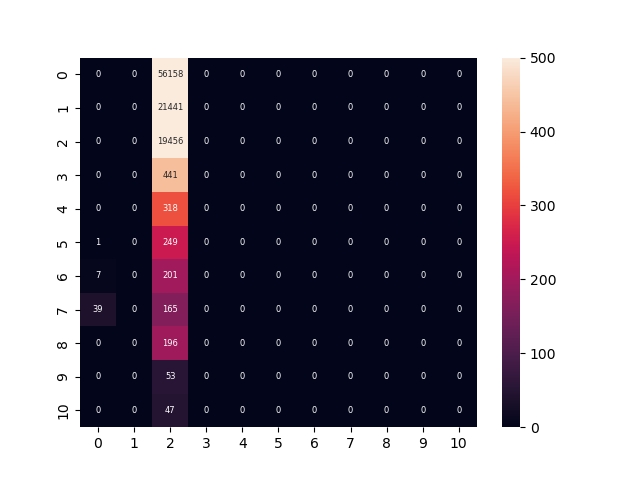 0 0 0 56158 0 0 0 0 0 0 0 0
1 0 0 21441 0 0 0 0 0 0 0 0
2 0 0 19456 0 0 0 0 0 0 0 0
3 0 0 441 0 0 0 0 0 0 0 0
4 0 0 318 0 0 0 0 0 0 0 0
5 1 0 249 0 0 0 0 0 0 0 0
6 7 0 201 0 0 0 0 0 0 0 0
7 39 0 165 0 0 0 0 0 0 0 0
8 0 0 196 0 0 0 0 0 0 0 0
9 0 0 53 0 0 0 0 0 0 0 0
10 0 0 47 0 0 0 0 0 0 0 0
0 1 2 3 4 5 6 7 8 9 10
500
400
300
200
100
0